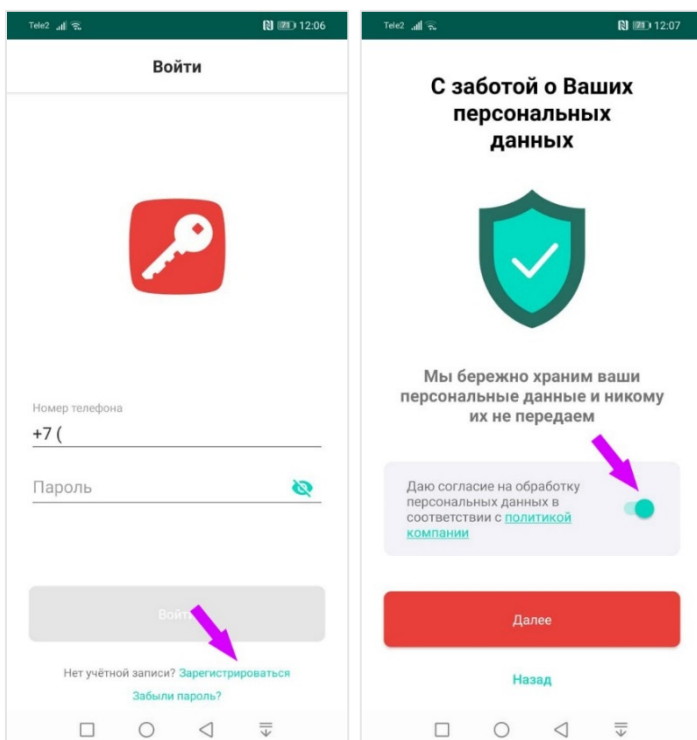 Tele2
12:06
Войти
Номер телефона
+7 (
Пароль
Войти
Нет учётной записи? Зарегистрироваться
Забыли пароль?
Tele2
12:07
С заботой о Ваших
персональных
данных
Мы бережно храним ваши
персональные данные и никому
их не передаем
Даю согласие на обработку
персональных данных в
соответствии с политикой
компании
Далее
Назад